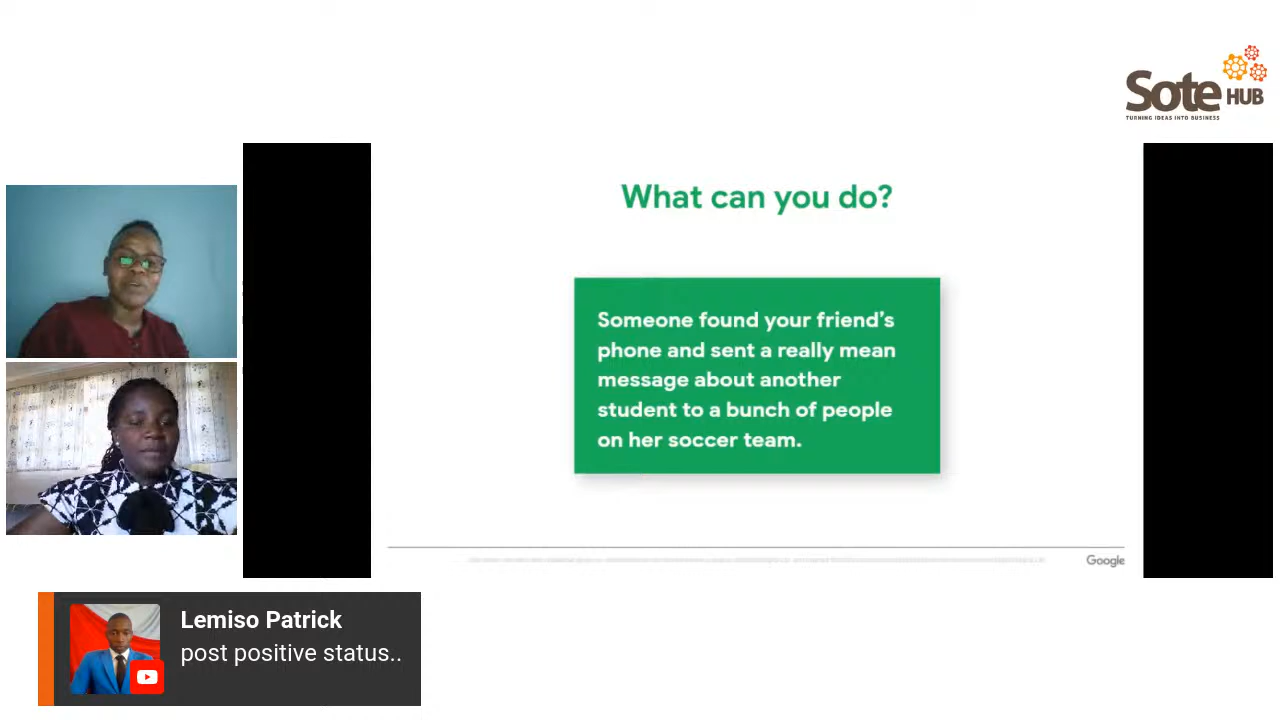 Sote HUB
TURNING IDEAS INTO BUSINESS
What can you do?
Someone found your friend's
phone and sent a really mean
message about another
student to a bunch of people
on her soccer team.
Google
Lemiso Patrick
post positive status..